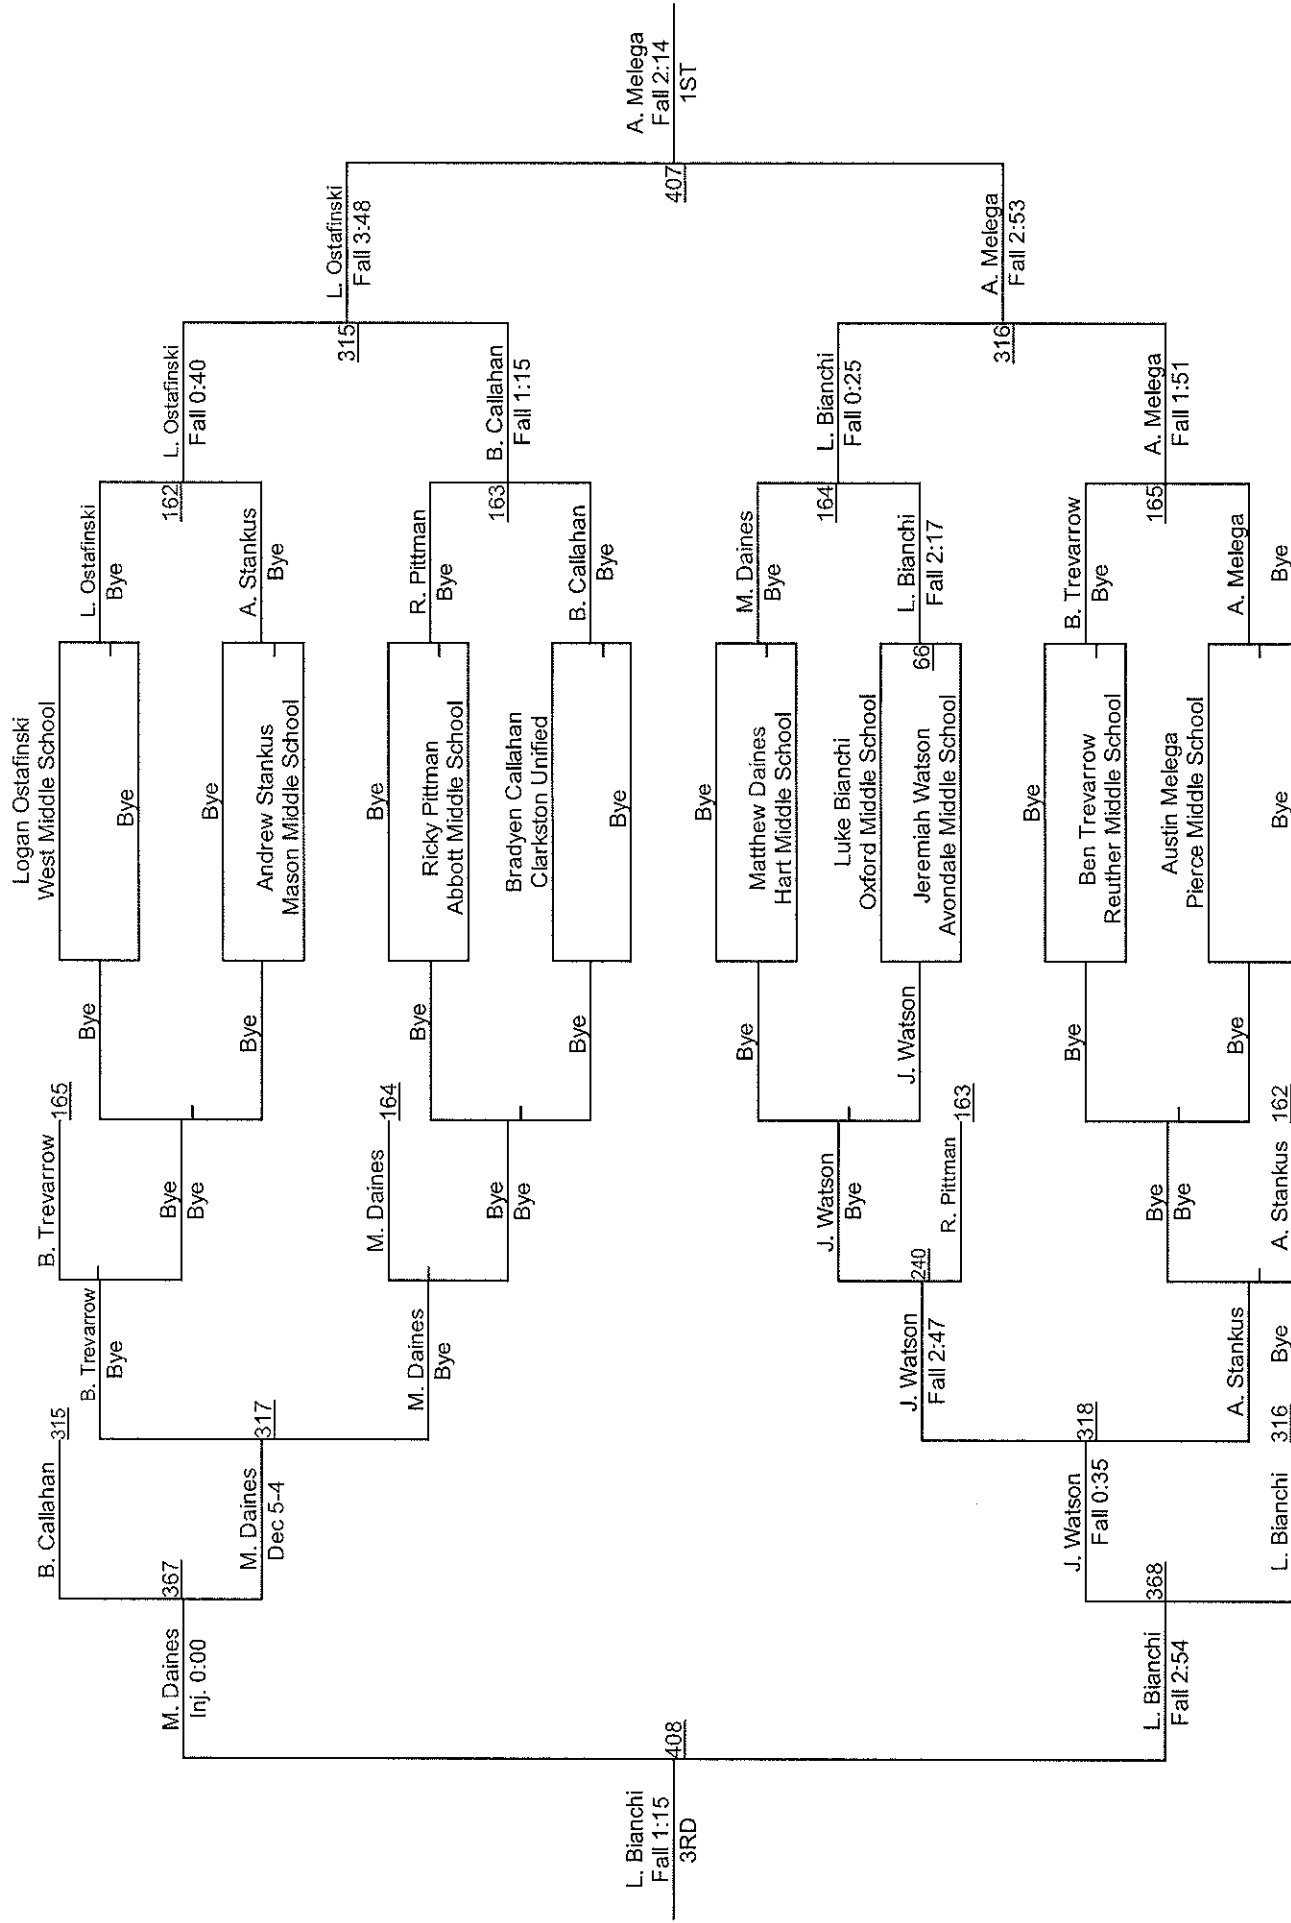 A. Melega
Fall 2:14
1ST
407
L. Ostafinski
Fall 3:48
A. Melega
Fall 2:53
315
316
L. Ostafinski
Fall 0:40
B. Callahan
Fall 1:15
L. Bianchi
Fall 0:25
A. Melega
Fall 1:51
162
163
164
165
L. Ostafinski
Bye
A. Stankus
Bye
R. Pittman
Bye
B. Callahan
Bye
M. Daines
Bye
L. Bianchi
Fall 2:17
B. Trevarrow
Bye
A. Melega
Bye
Logan Ostafinski
West Middle School
Bye
Bye
Andrew Stankus
Mason Middle School
Bye
Ricky Pittman
Abbott Middle School
Bradyen Callahan
Clarkston Unified
Bye
Bye
Matthew Daines
Hart Middle School
Luke Bianchi
Oxford Middle School
66
Jeremiah Watson
Avondale Middle School
Bye
Ben Trevarrow
Reuther Middle School
Austin Melega
Pierce Middle School
Bye
Bye
Bye
Bye
Bye
Bye
J. Watson
Bye
Bye
B. Trevarrow
165
Bye
Bye
M. Daines
164
Bye
Bye
J. Watson
Bye
R. Pittman
163
Bye
Bye
A. Stankus
162
240
B. Trevarrow
Bye
M. Daines
Bye
J. Watson
Fall 2:47
A. Stankus
Bye
B. Callahan
315
317
M. Daines
Dec 5-4
318
J. Watson
Fall 0:35
L. Bianchi
316
367
M. Daines
Inj. 0:00
368
L. Bianchi
Fall 2:54
408
L. Bianchi
Fall 1:15
3RD